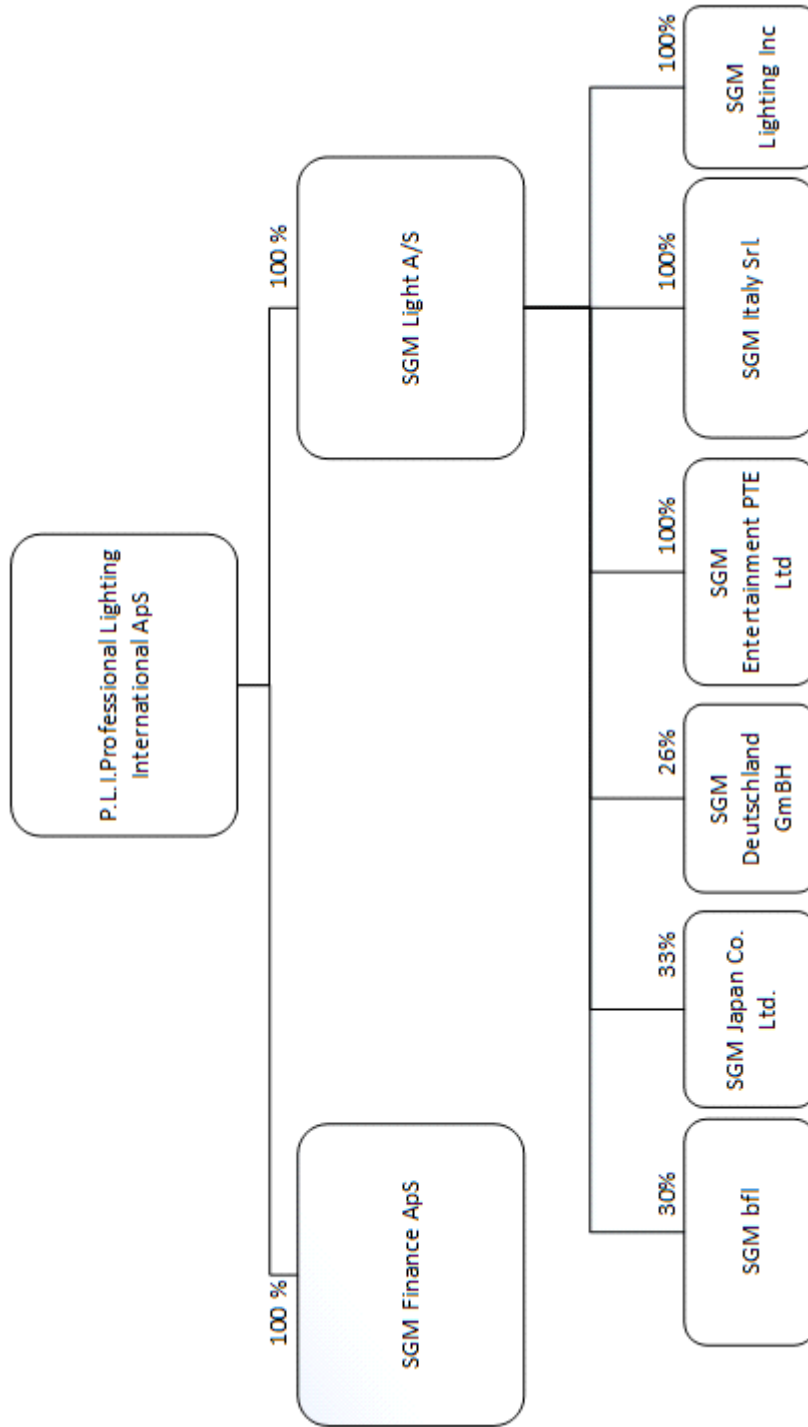 P.L.I.Professional Lighting
International ApS
100 %
100 %
SGM Finance ApS
SGM Light A/S
30%
33%
26%
100%
100%
100%
SGM bfl
SGM Japan Co.
Ltd.
SGM
Deutschland
GmBH
SGM
Entertainment PTE
Ltd
SGM Italy Srl
SGM
Lighting Inc